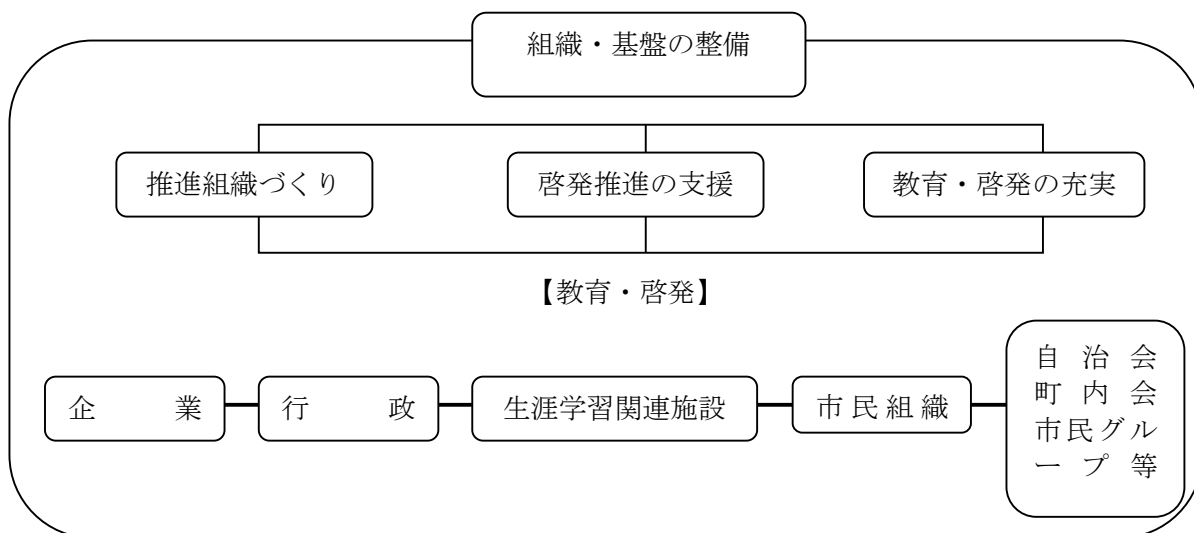 組織・基盤の整備
推進組織づくり
啓発推進の支援
教育・啓発の充実
【教育・啓発】
企業
行政
生涯学習関連施設
市民組織
自治会
町内会
市民グル
ープ等